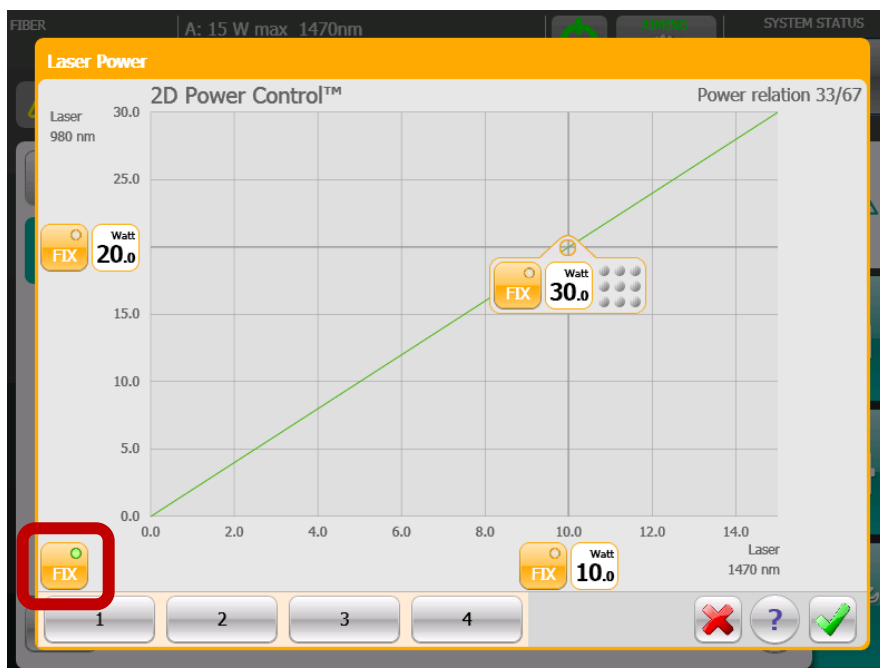 FIBER
A: 15 W max 1470nm
SYSTEM STATUS
Laser Power
2D Power Control™
Power relation 33/67
Laser
980 nm
30.0
25.0
FIX
Watt
20.0
FIX
Watt
30.0
15.0
10.0
5.0
0.0
0.0 2.0 4.0 6.0 8.0 10.0 12.0 14.0
Laser
1470 nm
FIX
FIX
Watt
10.0
1 2 3 4
?